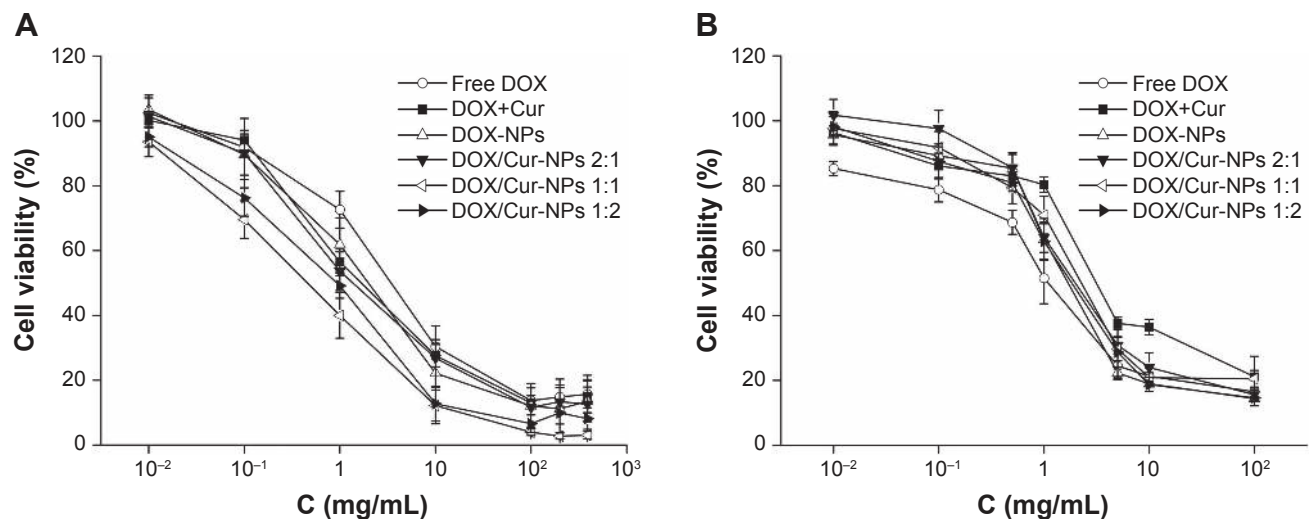 A
120
100
80
60
40
20
0
Cell viability (%)
Free DOX
DOX+Cur
DOX-NPs
DOX/Cur-NPs 2:1
DOX/Cur-NPs 1:1
DOX/Cur-NPs 1:2
10⁻² 10⁻¹ 1 10 10² 10³
C (mg/mL)
B
120
100
80
60
40
20
0
Cell viability (%)
Free DOX
DOX+Cur
DOX-NPs
DOX/Cur-NPs 2:1
DOX/Cur-NPs 1:1
DOX/Cur-NPs 1:2
10⁻² 10⁻¹ 1 10 10²
C (mg/mL)